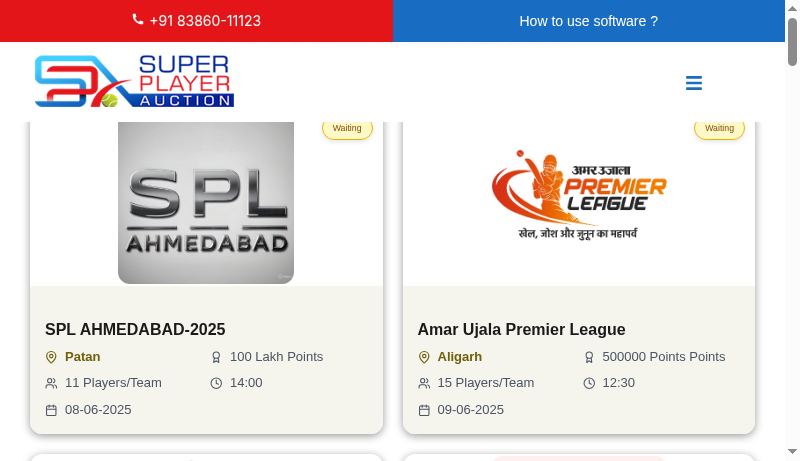 +91 83860-11123
How to use software ?
SUPER
PLAYER
AUCTION
Waiting
SPL
AHMEDABAD
SPL AHMEDABAD-2025
Patan
100 Lakh Points
11 Players/Team
14:00
08-06-2025
Waiting
अमर उजाला
PREMIER
LEAGUE
खेल, जोश और जुनून का महापर्व
Amar Ujala Premier League
Aligarh
500000 Points Points
15 Players/Team
12:30
09-06-2025